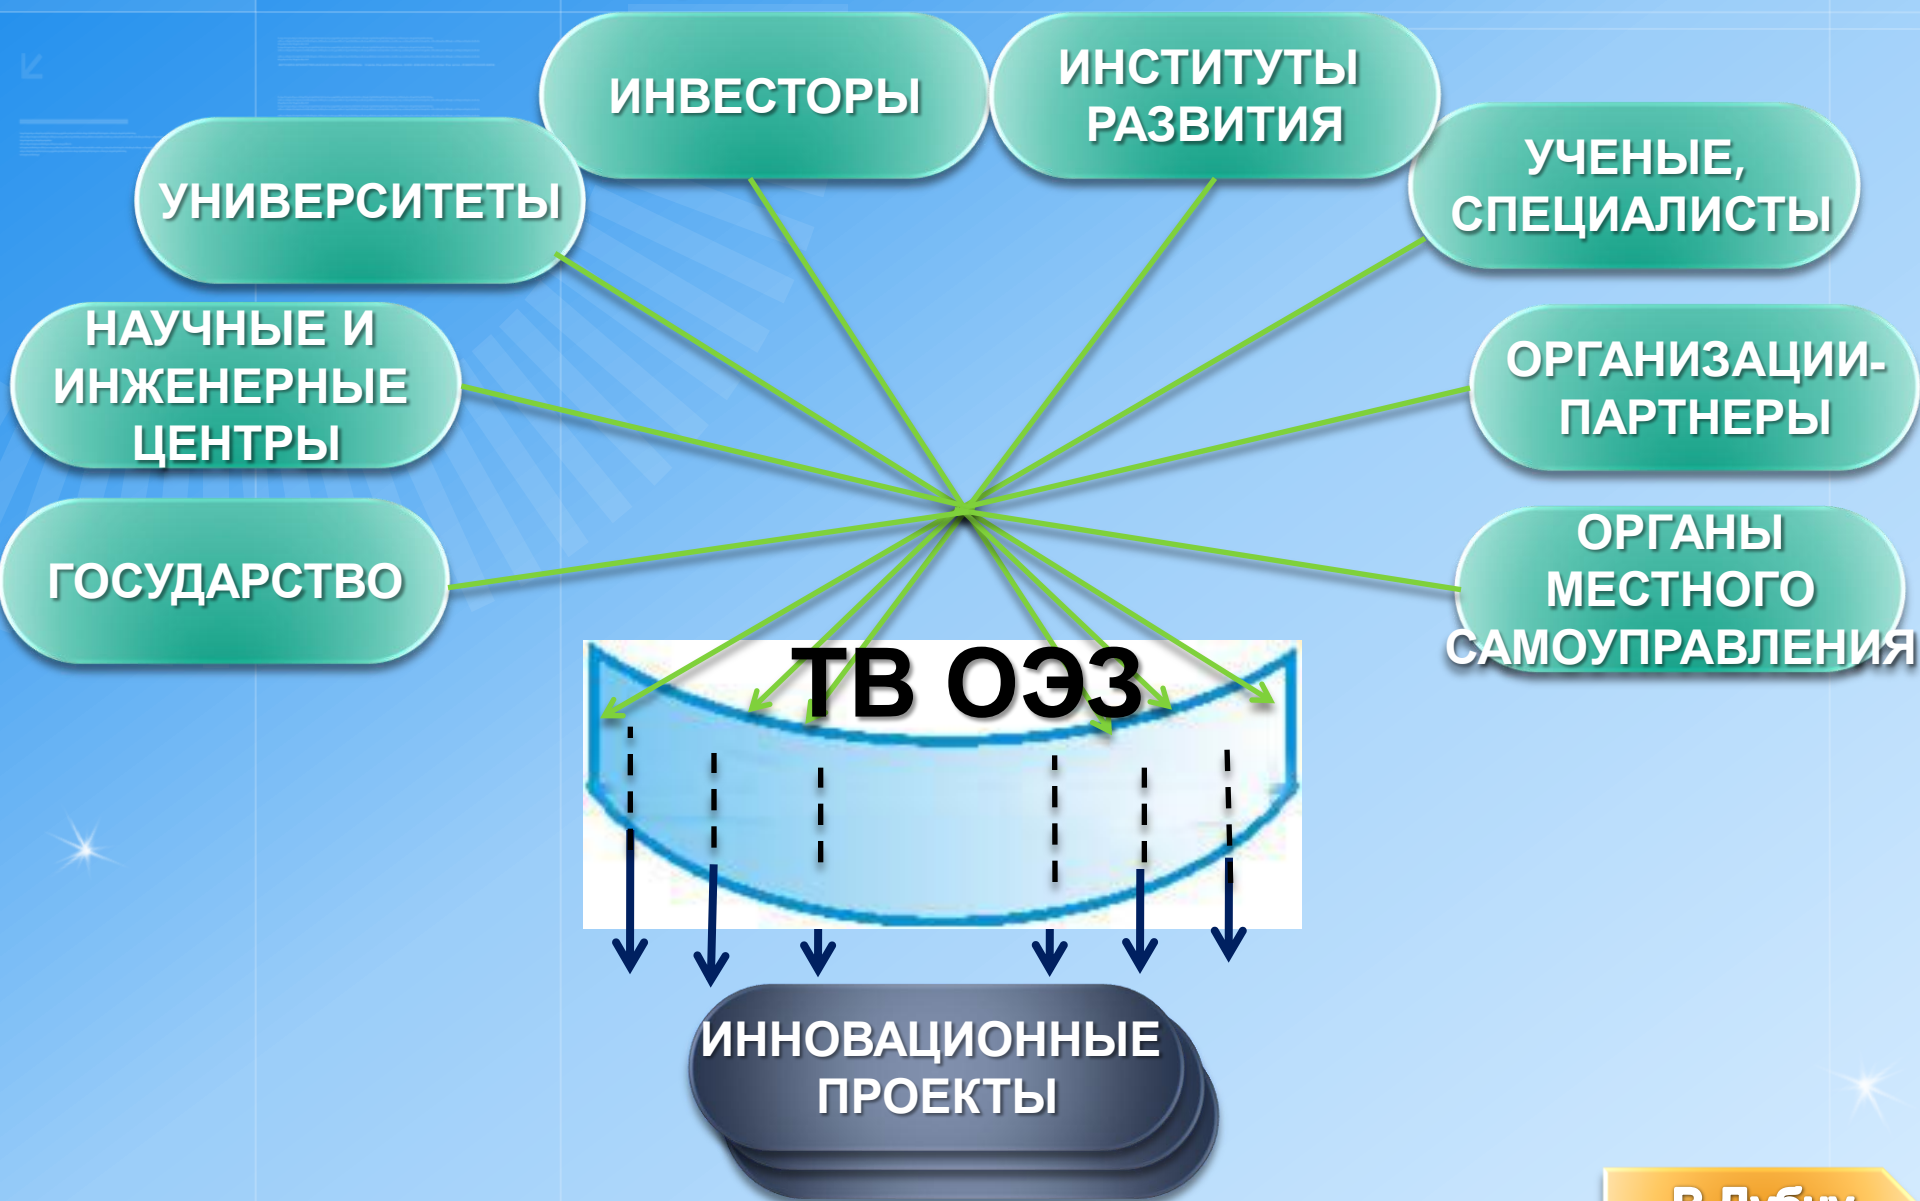 ИНВЕСТОРЫ
ИНСТИТУТЫ
РАЗВИТИЯ
УНИВЕРСИТЕТЫ
УЧЕНЫЕ,
СПЕЦИАЛИСТЫ
НАУЧНЫЕ И
ИНЖЕНЕРНЫЕ
ЦЕНТРЫ
ОРГАНИЗАЦИИ-
ПАРТНЕРЫ
ГОСУДАРСТВО
ОРГАНЫ
МЕСТНОГО
САМОУПРАВЛЕНИЯ
ТВ ОЭЗ
ИННОВАЦИОННЫЕ
ПРОЕКТЫ